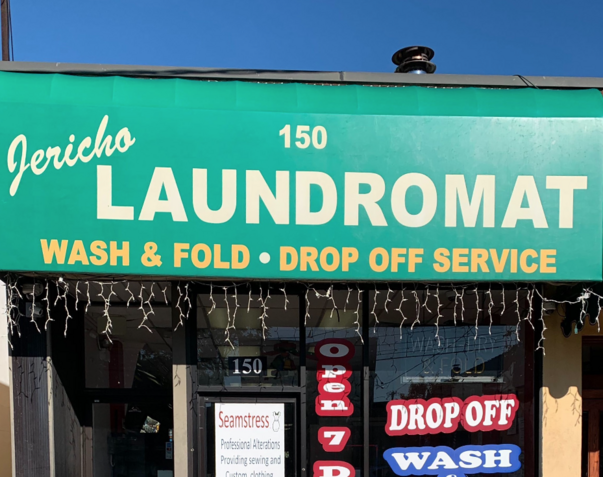 Jericho
150
LAUNDROMAT
WASH & FOLD • DROP OFF SERVICE
150
Open 7 D
Seamstress
Professional Alterations
Providing sewing and
Custom clothing
DROP OFF
WASH